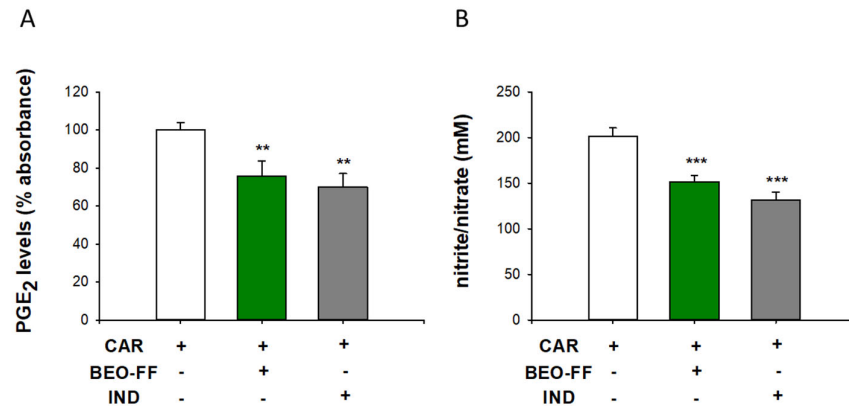 A
PGE2 levels (% absorbance)
120
100
80
60
40
20
0
**
**
CAR + + +
BEO-FF - + -
IND - - +
B
nitrite/nitrate (mM)
250
200
150
100
50
0
***
***
CAR + + +
BEO-FF - + -
IND - - +